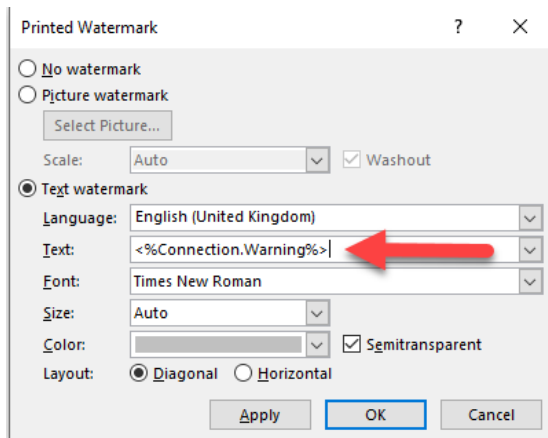 Printed Watermark ? ×
No watermark
Picture watermark
Select Picture...
Scale: Auto Washout
Text watermark
Language: English (United Kingdom)
Text: <%Connection.Warning%>
Font: Times New Roman
Size: Auto
Color: Semitransparent
Layout: Diagonal Horizontal
Apply OK Cancel